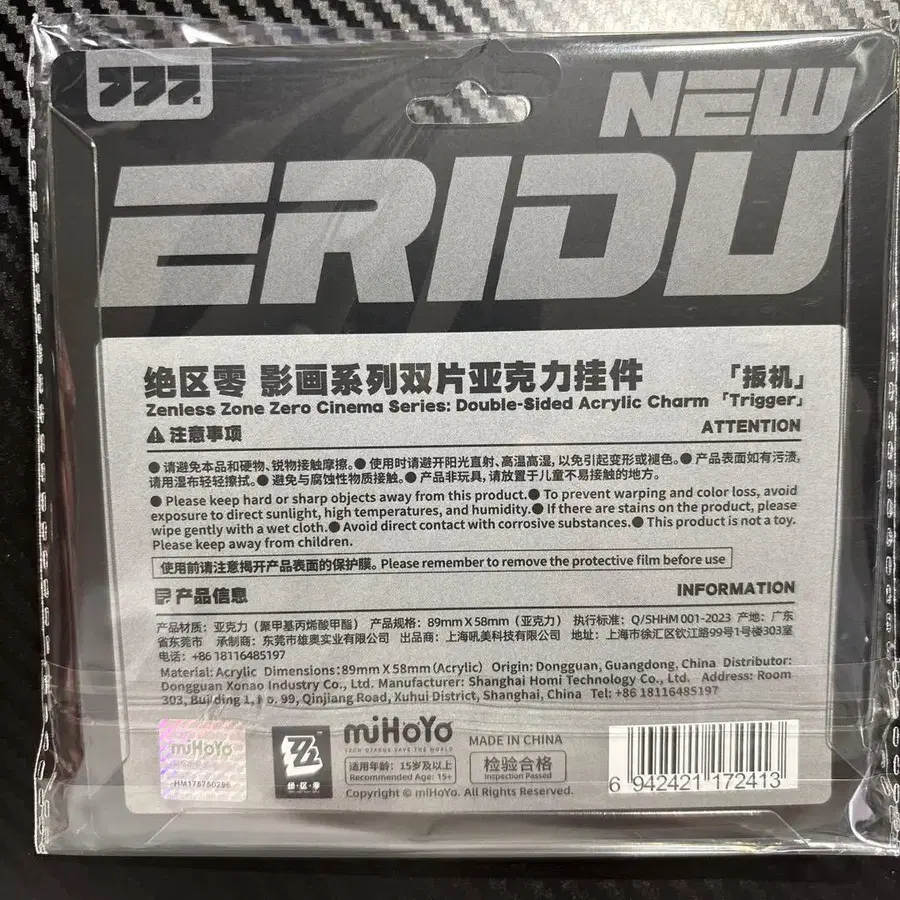 NEW
ERIDU
绝区零 影画系列双片亚克力挂件 「扳机」
Zenless Zone Zero Cinema Series: Double-Sided Acrylic Charm 「Trigger」
注意事项 ATTENTION
● 请避免本品和硬物、锐物接触摩擦。● 使用时请避开阳光直射、高温高湿, 以免引起变形或褪色。● 产品表面如有污渍,
请用湿布轻轻擦拭。● 避免与腐蚀性物质接触。● 产品非玩具, 请放置于儿童不易接触的地方。
● Please keep hard or sharp objects away from this product.● To prevent warping and color loss, avoid
exposure to direct sunlight, high temperatures, and humidity.● If there are stains on the product, please
wipe gently with a wet cloth.● Avoid direct contact with corrosive substances.● This product is not a toy.
Please keep away from children.
使用前请注意揭开产品表面的保护膜。Please remember to remove the protective film before use
产品信息 INFORMATION
产品材质: 亚克力 (聚甲基丙烯酸甲酯) 产品规格: 89mm X 58mm (亚克力) 执行标准: Q/SHHM 001-2023 产地: 广东
省东莞市 承制商: 东莞市雄奥实业有限公司 出品商: 上海吼美科技有限公司 地址: 上海市徐汇区钦江路99号1号楼303室
电话: +86 18116485197
Material: Acrylic Dimensions: 89mm X 58mm (Acrylic) Origin: Dongguan, Guangdong, China Distributor:
Dongguan Xonao Industry Co., Ltd. Manufacturer: Shanghai Homi Technology Co., Ltd. Address: Room
303, Building 1, No. 99, Qinjiang Road, Xuhui District, Shanghai, China Tel: +86 18116485197
miHoYo
miHoYo
TECH OTAKUS SAVE THE WORLD
MADE IN CHINA
适用年龄: 15岁及以上
Recommended Age: 15+
检验合格
Inspection Passed
绝·区·零
Copyright © miHoYo. All Rights Reserved.
6 942421 172413